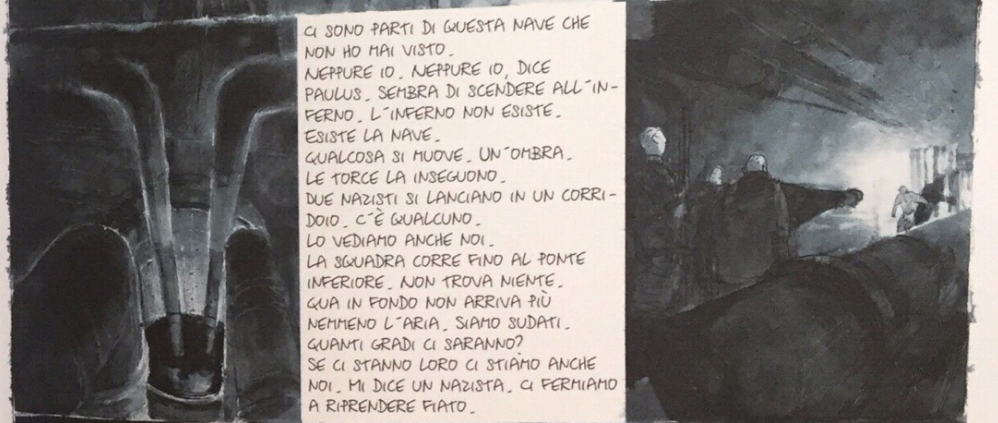 CI SONO PARTI DI QUESTA NAVE CHE
NON HO MAI VISTO.
NEPPURE IO. NEPPURE IO, DICE
PAULUS. SEMBRA DI SCENDERE ALL'IN-
FERNO. L'INFERNO NON ESISTE.
ESISTE LA NAVE.
QUALCOSA SI MUOVE. UN'OMBRA.
LE TORCE LA INSEGUONO.
DUE NAZISTI SI LANCIANO IN UN CORRI-
DOIO. C'È QUALCUNO.
LO VEDIAMO ANCHE NOI.
LA SQUADRA CORRE FINO AL PONTE
INFERIORE. NON TROVA NIENTE.
QUA IN FONDO NON ARRIVA PIÙ
NEMMENO L'ARIA. SIAMO SUDATI.
QUANTI GRADI CI SARANNO?
SE CI STANNO LORO CI STIAMO ANCHE
NOI. MI DICE UN NAZISTA. CI FERMIAMO
A RIPRENDERE FIATO.